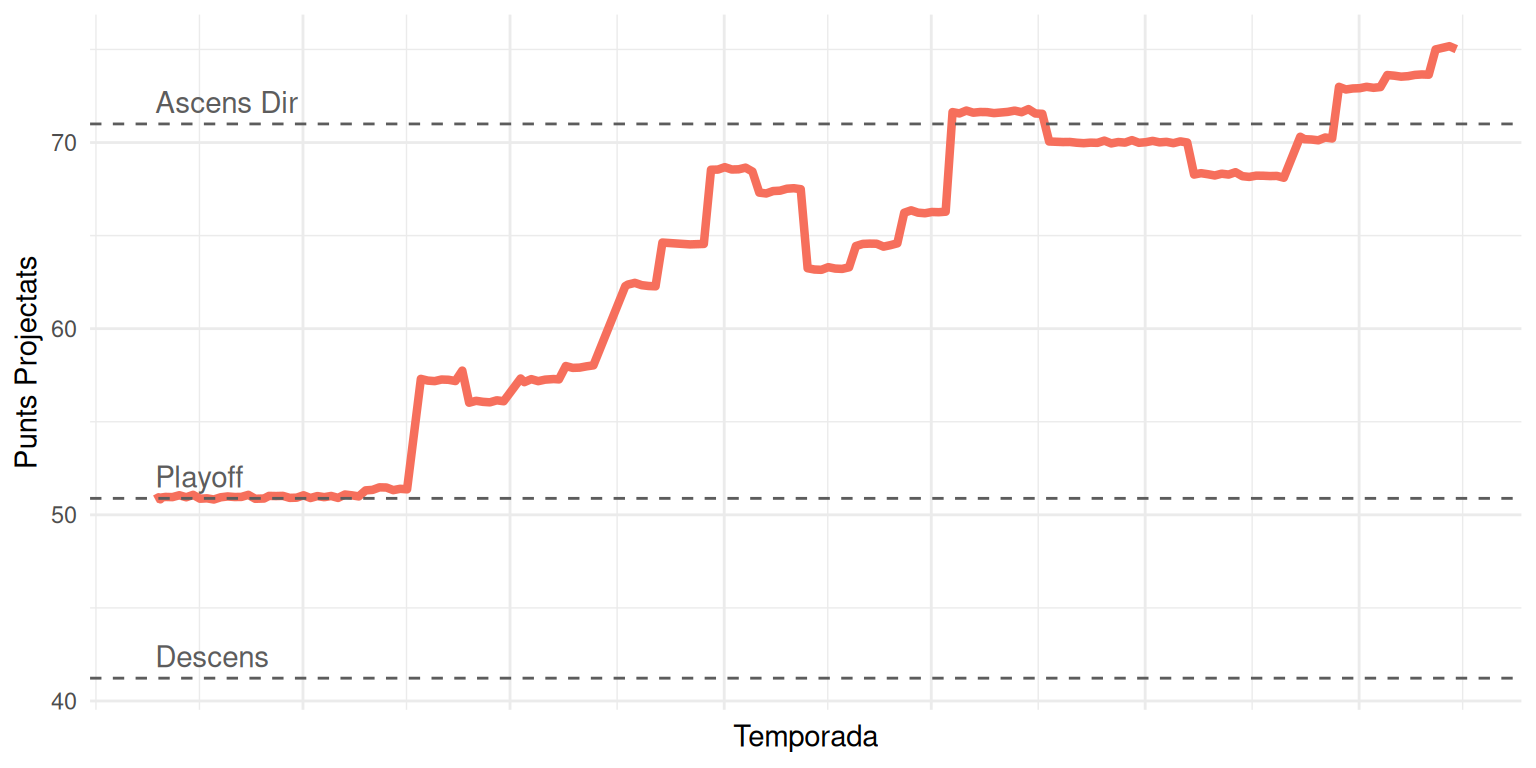 Ascens Dir
70
60
Punts Projectats
Playoff
50
Descens
40
Temporada